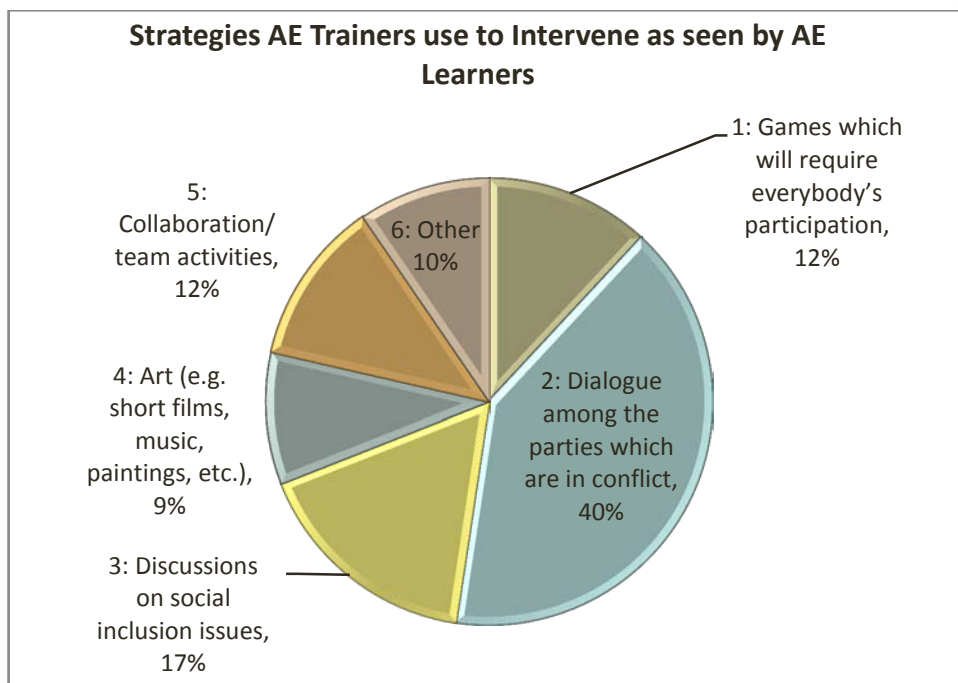 Strategies AE Trainers use to Intervene as seen by AE
Learners
1: Games which
will require
everybody’s
participation,
12%
2: Dialogue
among the
parties which
are in conflict,
40%
3: Discussions
on social
inclusion issues,
17%
4: Art (e.g.
short films,
music,
paintings, etc.),
9%
5:
Collaboration/
team activities,
12%
6: Other
10%